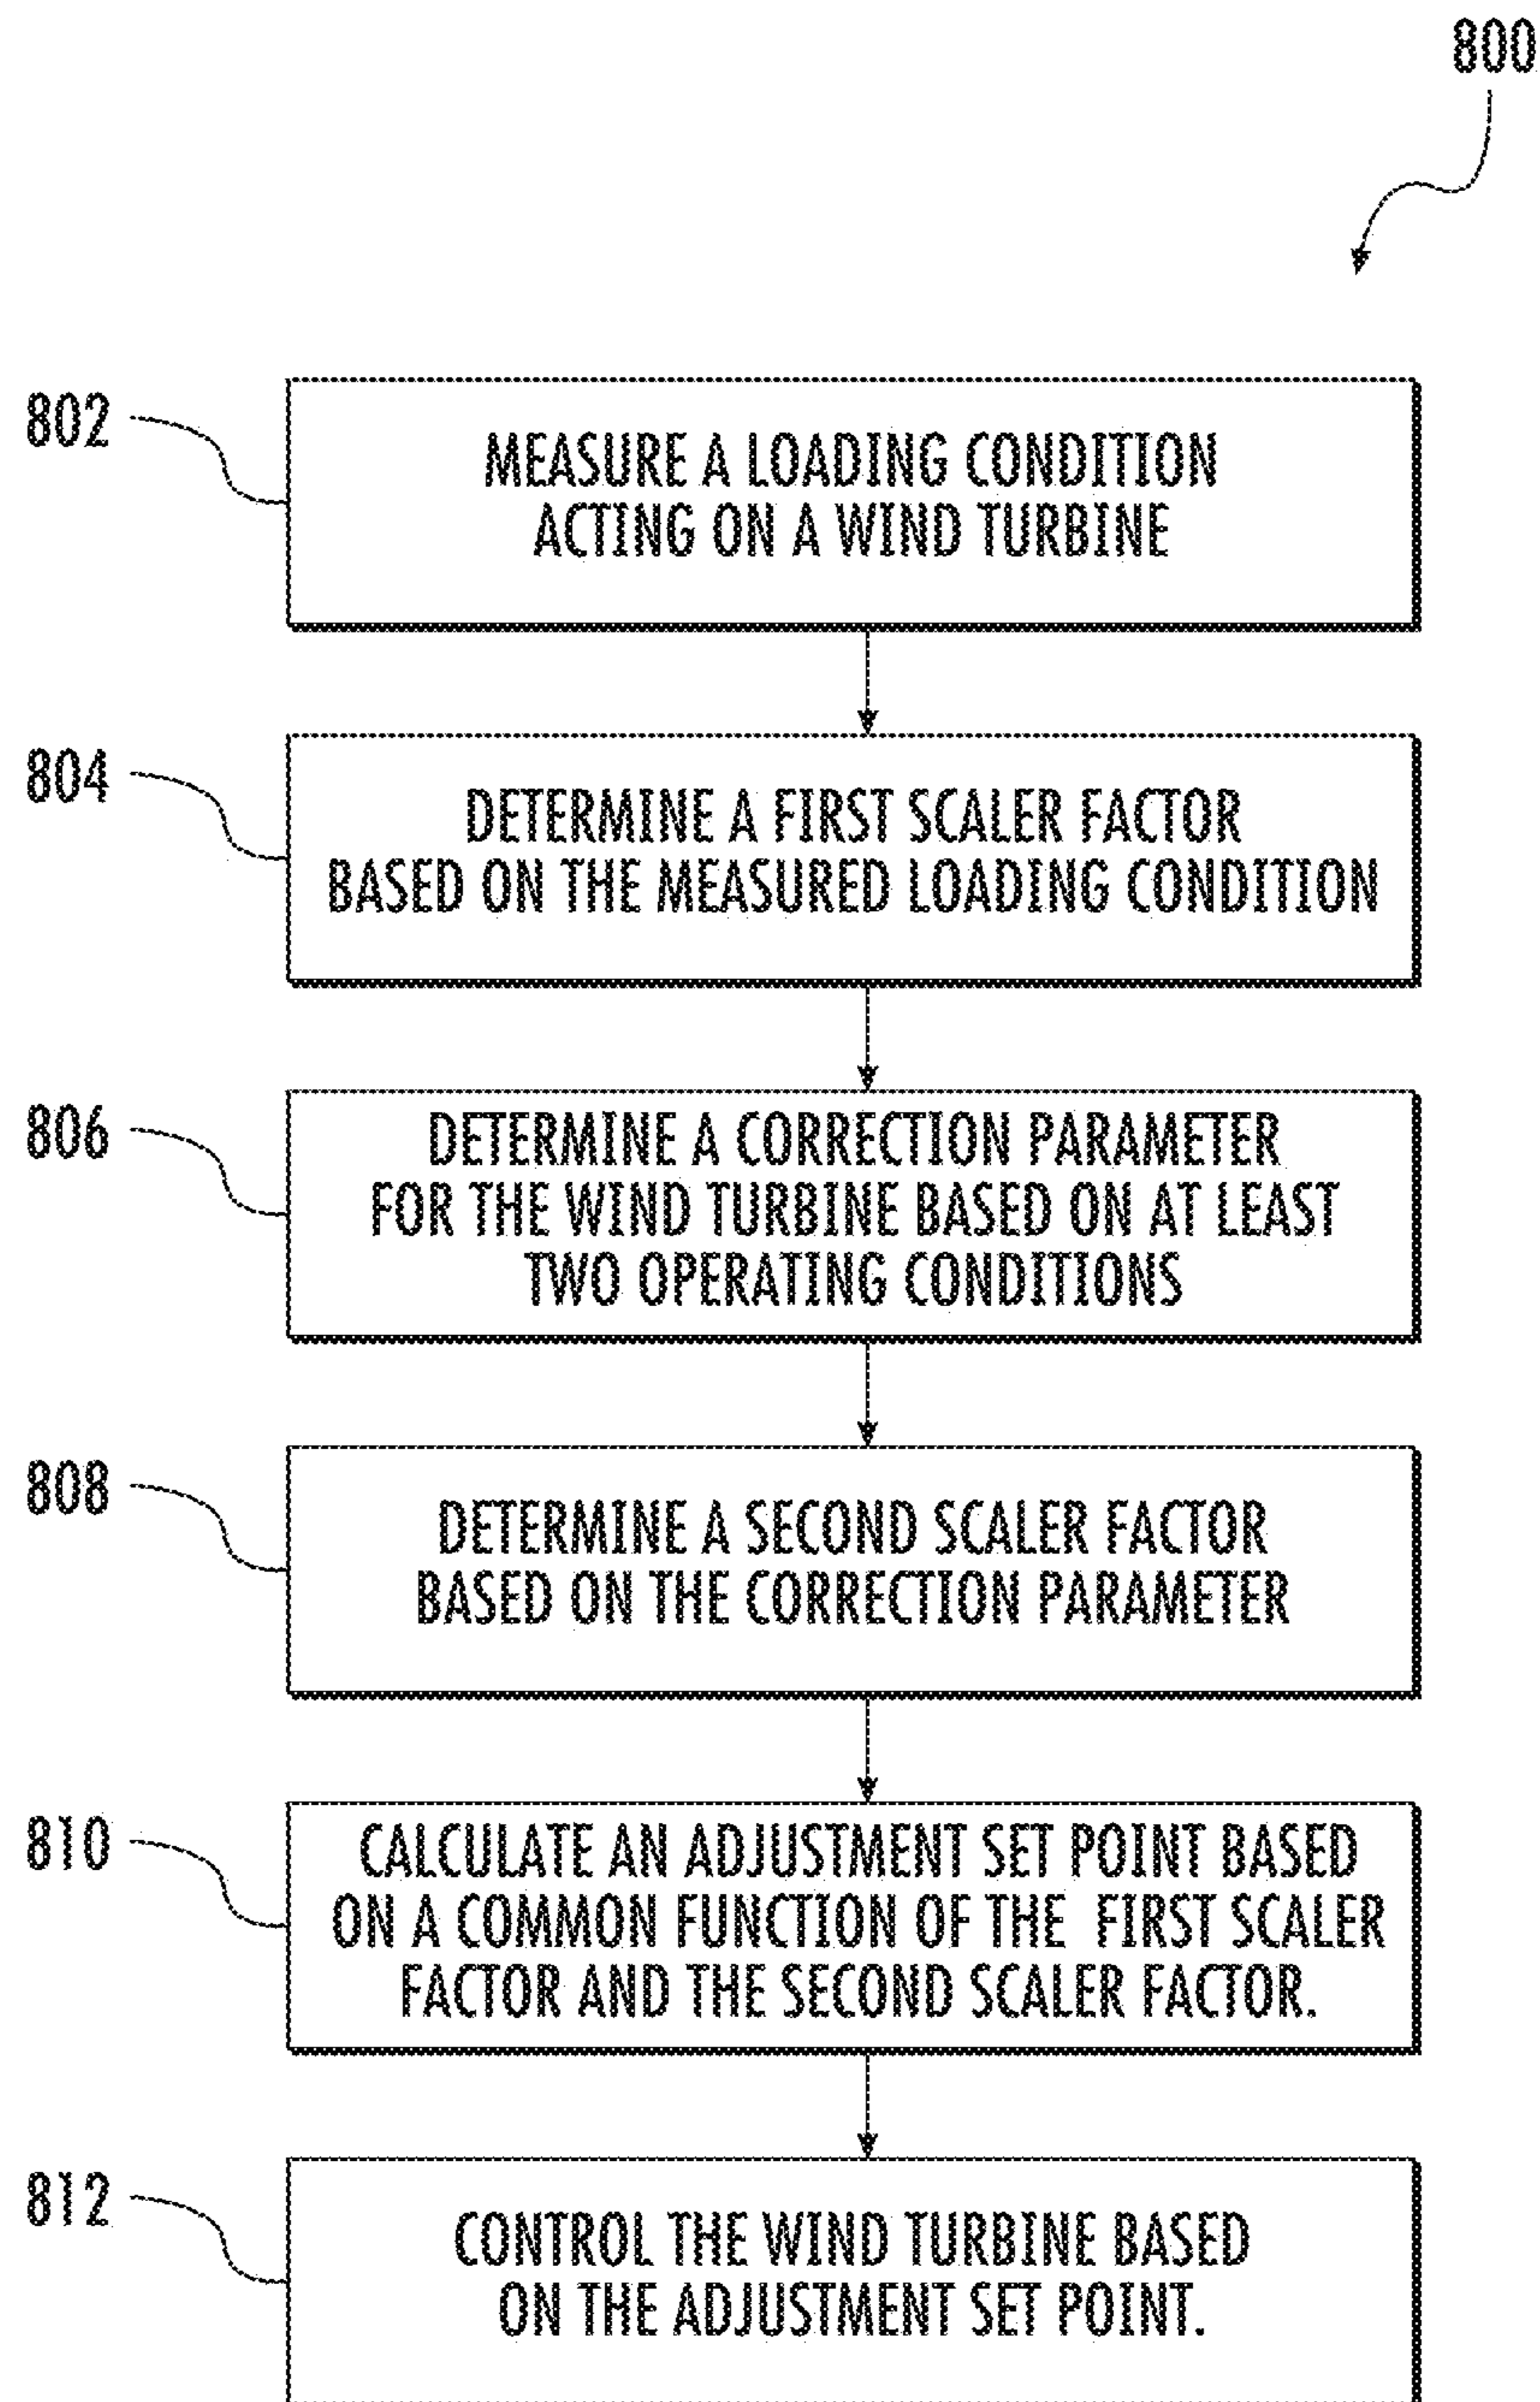 800
802
MEASURE A LOADING CONDITION
ACTING ON A WIND TURBINE
804
DETERMINE A FIRST SCALER FACTOR
BASED ON THE MEASURED LOADING CONDITION
806
DETERMINE A CORRECTION PARAMETER
FOR THE WIND TURBINE BASED ON AT LEAST
TWO OPERATING CONDITIONS
808
DETERMINE A SECOND SCALER FACTOR
BASED ON THE CORRECTION PARAMETER
810
CALCULATE AN ADJUSTMENT SET POINT BASED
ON A COMMON FUNCTION OF THE FIRST SCALER
FACTOR AND THE SECOND SCALER FACTOR.
812
CONTROL THE WIND TURBINE BASED
ON THE ADJUSTMENT SET POINT.